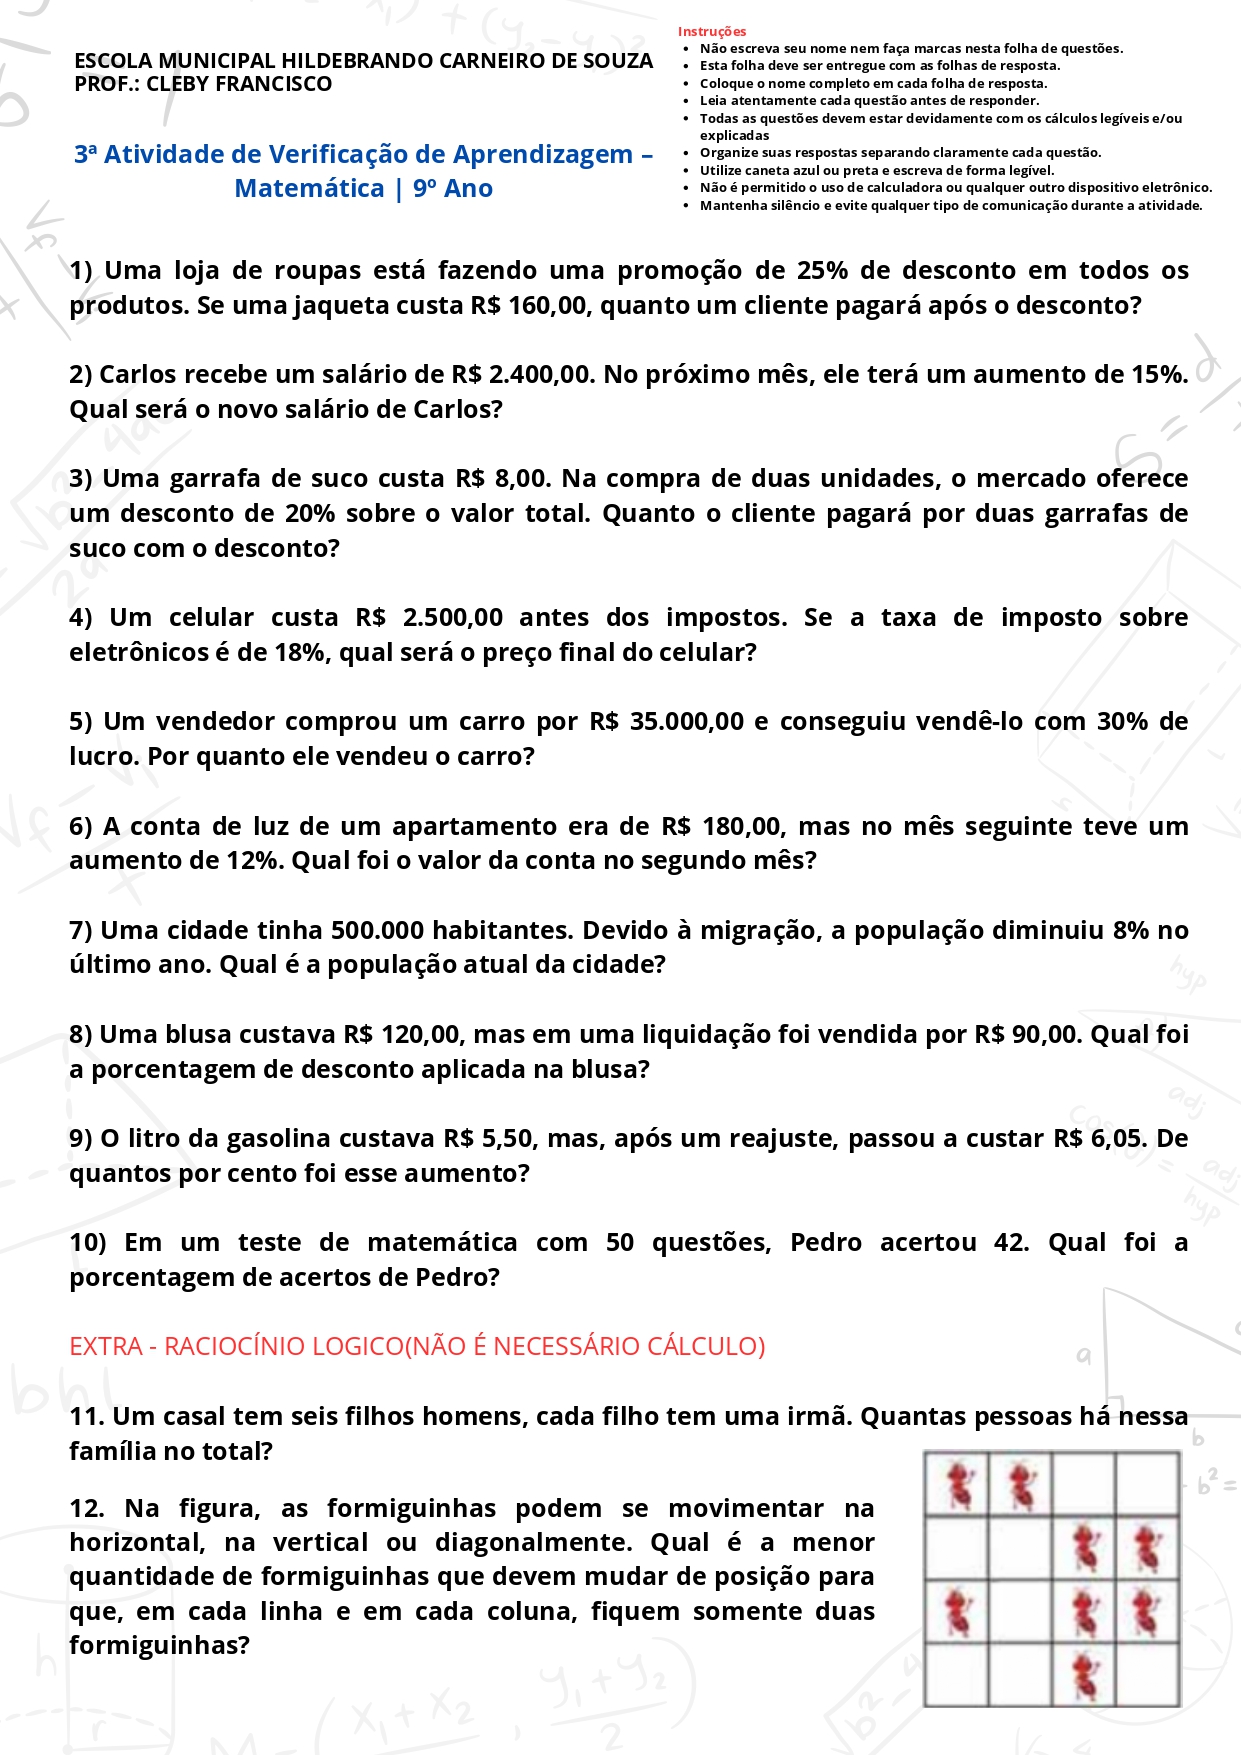 ESCOLA MUNICIPAL HILDEBRANDO CARNEIRO DE SOUZA
PROF.: CLEBY FRANCISCO
3ª Atividade de Verificação de Aprendizagem –
Matemática | 9º Ano
Instruções
• Não escreva seu nome nem faça marcas nesta folha de questões.
• Esta folha deve ser entregue com as folhas de resposta.
• Coloque o nome completo em cada folha de resposta.
• Leia atentamente cada questão antes de responder.
• Todas as questões devem estar devidamente com os cálculos legíveis e/ou
explicadas
• Organize suas respostas separando claramente cada questão.
• Utilize caneta azul ou preta e escreva de forma legível.
• Não é permitido o uso de calculadora ou qualquer outro dispositivo eletrônico.
• Mantenha silêncio e evite qualquer tipo de comunicação durante a atividade.
1) Uma loja de roupas está fazendo uma promoção de 25% de desconto em todos os
produtos. Se uma jaqueta custa R$ 160,00, quanto um cliente pagará após o desconto?
2) Carlos recebe um salário de R$ 2.400,00. No próximo mês, ele terá um aumento de 15%.
Qual será o novo salário de Carlos?
3) Uma garrafa de suco custa R$ 8,00. Na compra de duas unidades, o mercado oferece
um desconto de 20% sobre o valor total. Quanto o cliente pagará por duas garrafas de
suco com o desconto?
4) Um celular custa R$ 2.500,00 antes dos impostos. Se a taxa de imposto sobre
eletrônicos é de 18%, qual será o preço final do celular?
5) Um vendedor comprou um carro por R$ 35.000,00 e conseguiu vendê-lo com 30% de
lucro. Por quanto ele vendeu o carro?
6) A conta de luz de um apartamento era de R$ 180,00, mas no mês seguinte teve um
aumento de 12%. Qual foi o valor da conta no segundo mês?
7) Uma cidade tinha 500.000 habitantes. Devido à migração, a população diminuiu 8% no
último ano. Qual é a população atual da cidade?
8) Uma blusa custava R$ 120,00, mas em uma liquidação foi vendida por R$ 90,00. Qual foi
a porcentagem de desconto aplicada na blusa?
9) O litro da gasolina custava R$ 5,50, mas, após um reajuste, passou a custar R$ 6,05. De
quantos por cento foi esse aumento?
10) Em um teste de matemática com 50 questões, Pedro acertou 42. Qual foi a
porcentagem de acertos de Pedro?
EXTRA - RACIOCÍNIO LOGICO(NÃO É NECESSÁRIO CÁLCULO)
11. Um casal tem seis filhos homens, cada filho tem uma irmã. Quantas pessoas há nessa
família no total?
12. Na figura, as formiguinhas podem se movimentar na
horizontal, na vertical ou diagonalmente. Qual é a menor
quantidade de formiguinhas que devem mudar de posição para
que, em cada linha e em cada coluna, fiquem somente duas
formiguinhas?